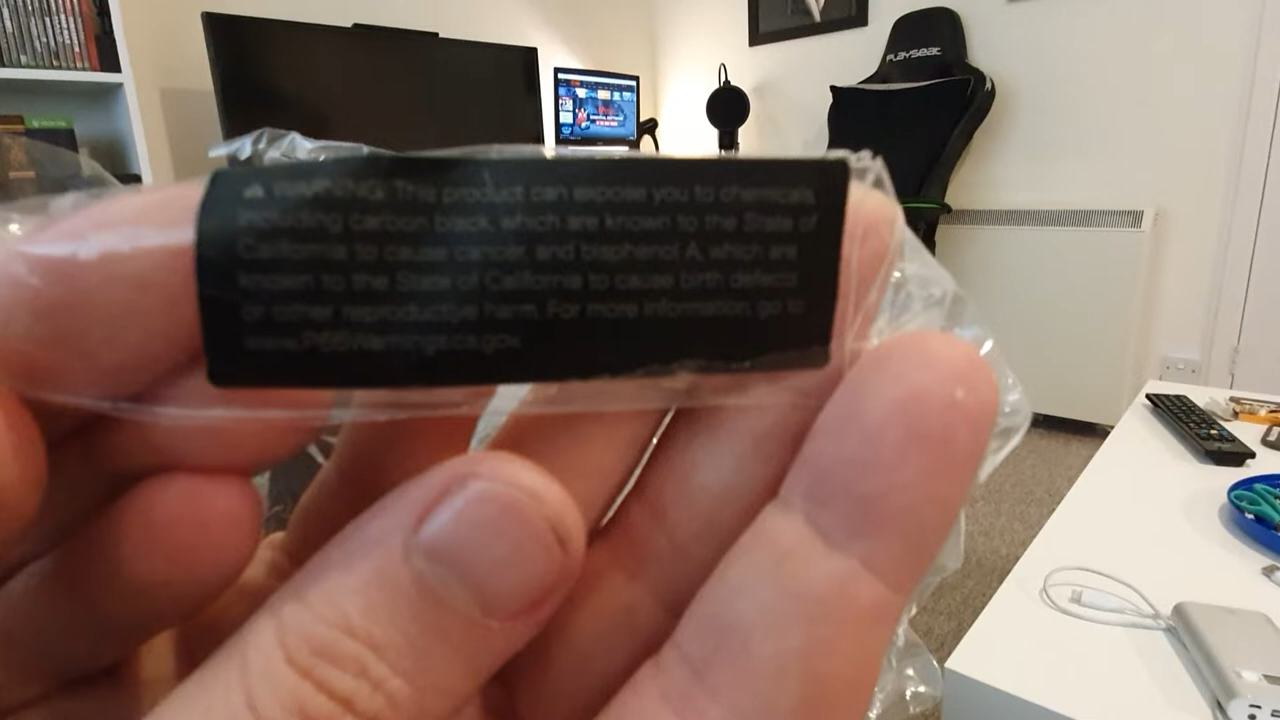 PLAYSEAT
⚠ WARNING: This product can expose you to chemicals
including carbon black, which are known to the State of
California to cause cancer, and bisphenol A, which are
known to the State of California to cause birth defects
or other reproductive harm. For more information, go to
www.P65Warnings.ca.gov